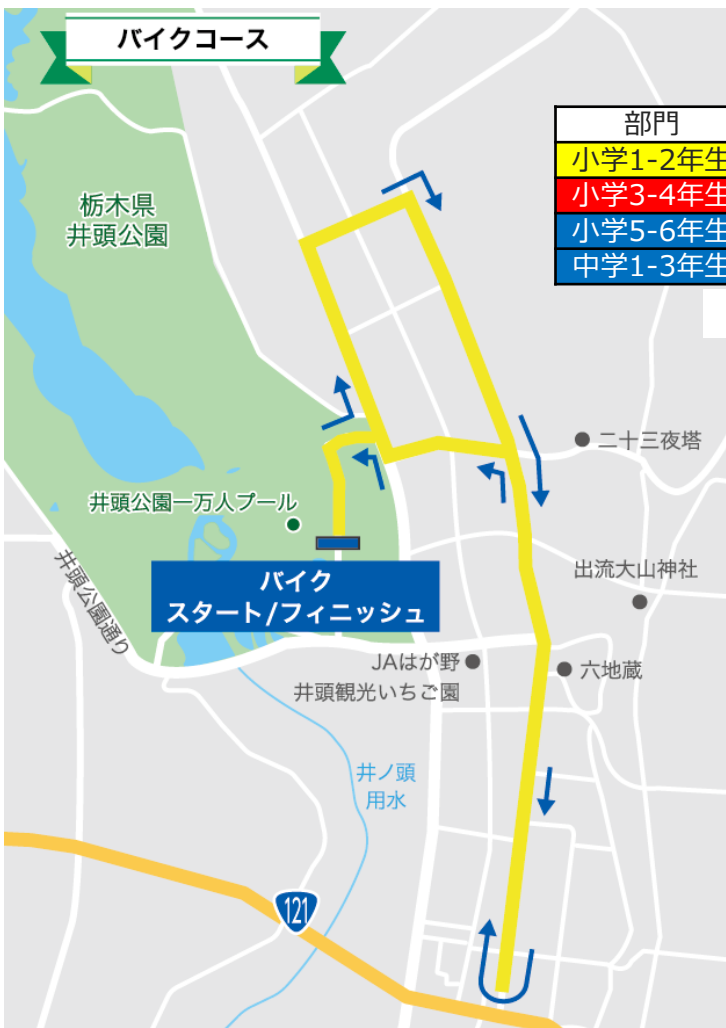 バイクコース
部門
小学1-2年生
小学3-4年生
小学5-6年生
中学1-3年生
栃木県
井頭公園
二十三夜塔
井頭公園一万人プール
バイク
スタート/フィニッシュ
井頭公園通り
出流大山神社
JAはが野
井頭観光いちご園
六地蔵
井ノ頭
用水
121